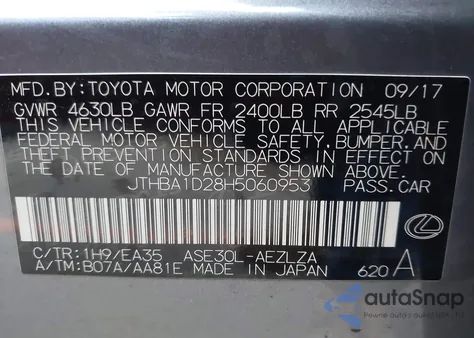 MFD.BY:TOYOTA MOTOR CORPORATION 09/17
GVWR 4630LB GAWR FR 2400LB RR 2545LB
THIS VEHICLE CONFORMS TO ALL APPLICABLE
FEDERAL MOTOR VEHICLE SAFETY,BUMPER,AND
THEFT PREVENTION STANDARDS IN EFFECT ON
THE DATE OF MANUFACTURE SHOWN ABOVE.
JTHBA1D28H5060953 PASS.CAR
C/TR:1H9/EA35 ASE30L-AEZLZA
A/TM:B07A/AA81E MADE IN JAPAN 620A
autoSnap